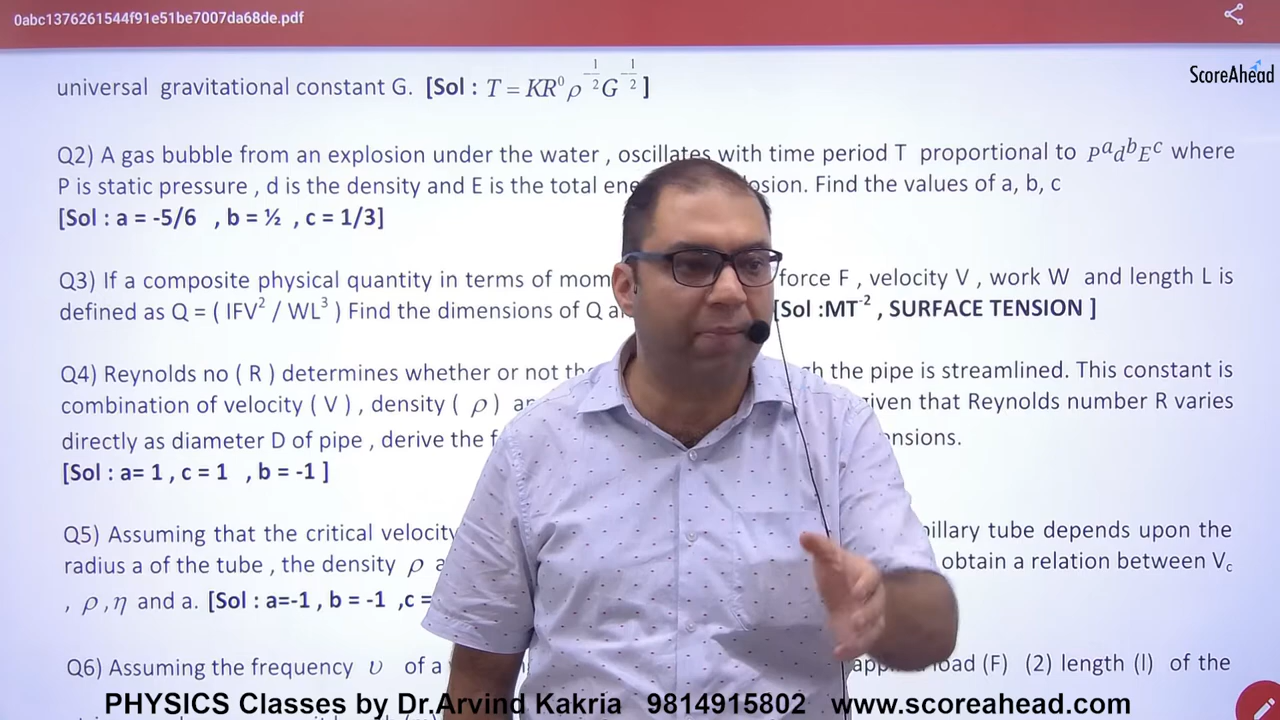 0abc1376261544f91e51be7007da68de.pdf
ScoreAhead
universal gravitational constant G. [Sol : T = KR⁰ρ^{-1/2}G^{-1/2} ]
Q2) A gas bubble from an explosion under the water , oscillates with time period T proportional to PᵃdᵇEᶜ where
P is static pressure , d is the density and E is the total osion. Find the values of a, b, c
[Sol : a = -5/6 , b = ½ , c = 1/3]
Q3) If a composite physical quantity in terms of mom force F , velocity V , work W and length L is
defined as Q = ( IFV² / WL³ ) Find the dimensions of Q [Sol :MT⁻² , SURFACE TENSION ]
Q4) Reynolds no ( R ) determines whether or not the pipe is streamlined. This constant is
combination of velocity ( V ) , density ( ρ ) given that Reynolds number R varies
directly as diameter D of pipe , derive the ensions.
[Sol : a= 1 , c = 1 , b = -1 ]
Q5) Assuming that the critical velocity pillary tube depends upon the
radius a of the tube , the density ρ obtain a relation between V꜀
, ρ , η and a. [Sol : a=-1 , b = -1 ,c =
Q6) Assuming the frequency υ of a load (F) (2) length (l) of the
PHYSICS Classes by Dr.Arvind Kakria 9814915802 www.scoreahead.com